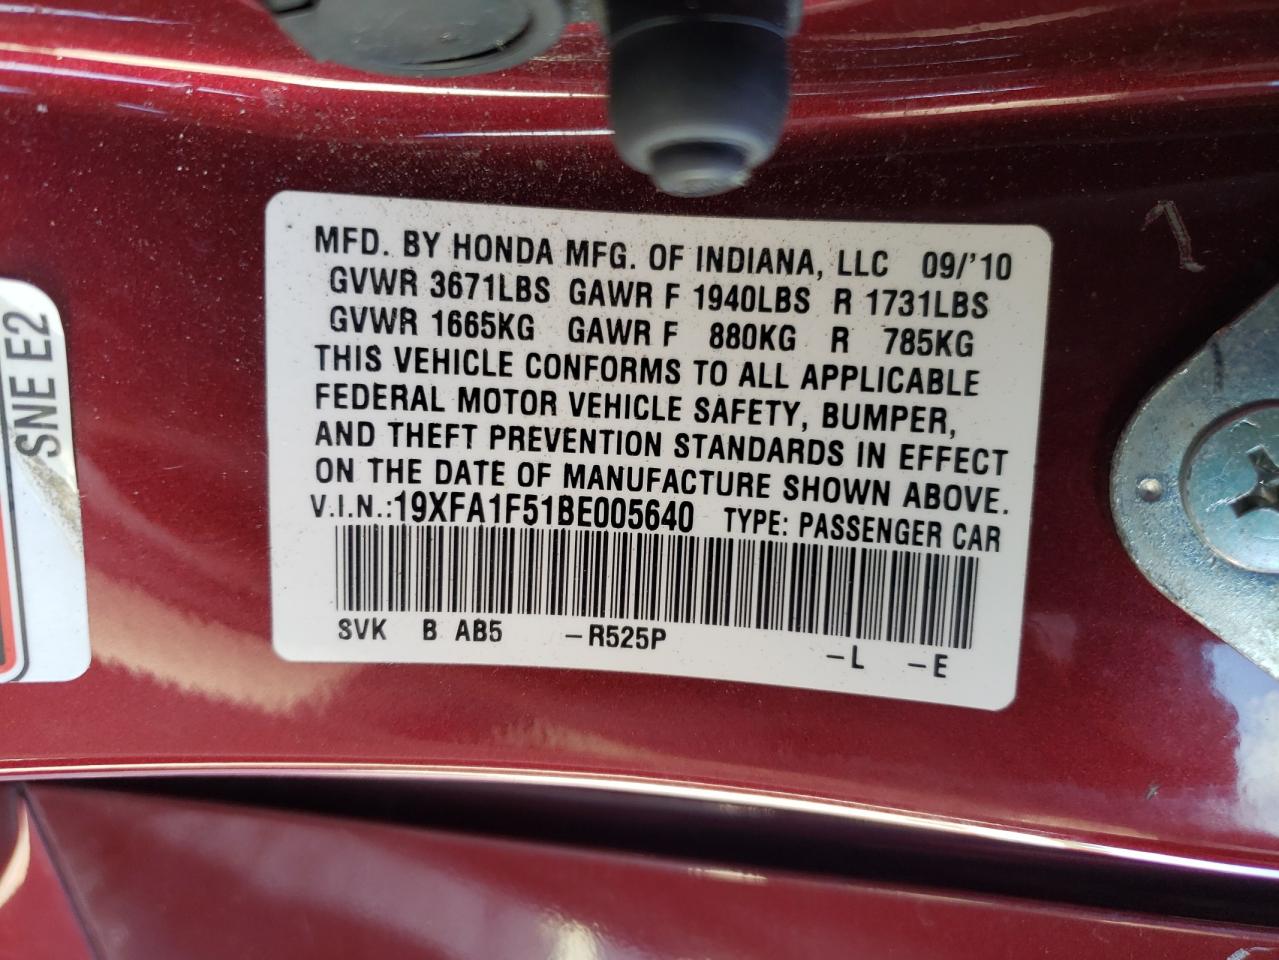 MFD. BY HONDA MFG. OF INDIANA, LLC 09/'10
GVWR 3671LBS GAWR F 1940LBS R 1731LBS
GVWR 1665KG GAWR F 880KG R 785KG
THIS VEHICLE CONFORMS TO ALL APPLICABLE
FEDERAL MOTOR VEHICLE SAFETY, BUMPER,
AND THEFT PREVENTION STANDARDS IN EFFECT
ON THE DATE OF MANUFACTURE SHOWN ABOVE.
V.I.N.:19XFA1F51BE005640 TYPE: PASSENGER CAR
SVK B AB5 –R525P –L –E
SNE E2